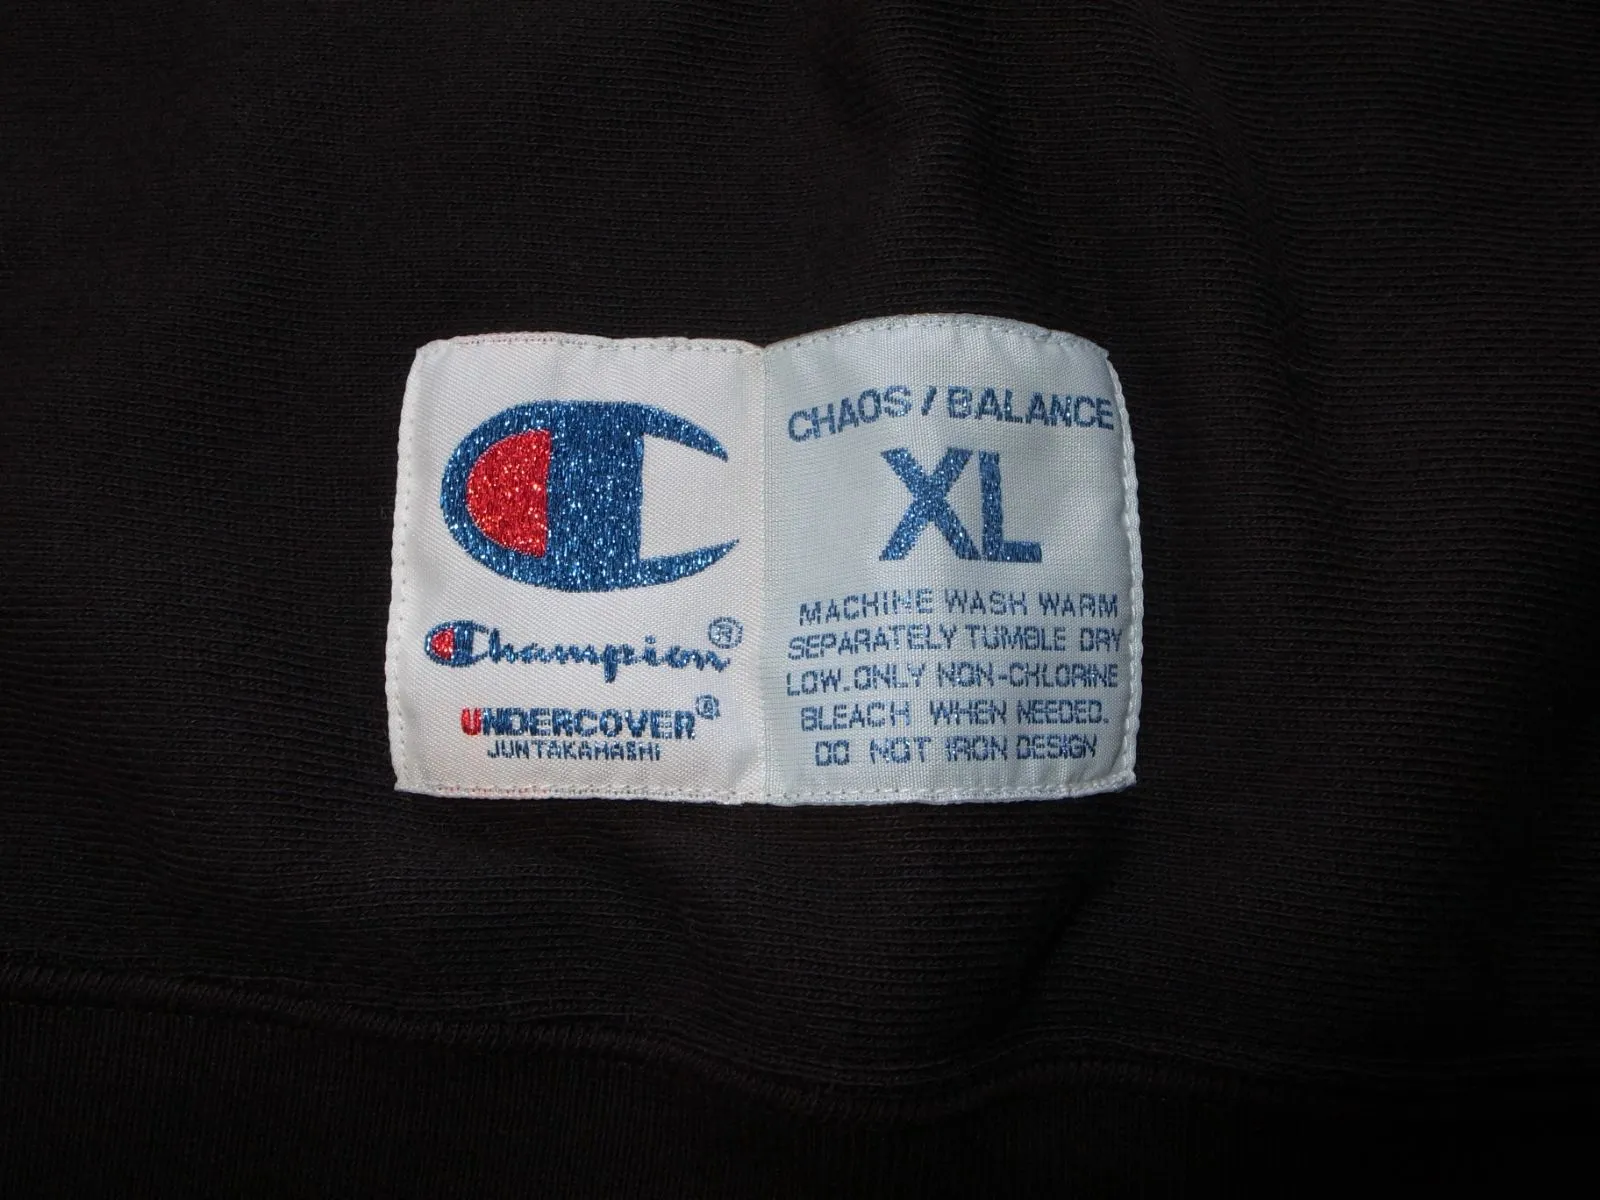 Champion®
UNDERCOVER®
JUNTAKAHASHI
CHAOS / BALANCE
XL
MACHINE WASH WARM
SEPARATELY TUMBLE DRY
LOW. ONLY NON-CHLORINE
BLEACH WHEN NEEDED.
DO NOT IRON DESIGN